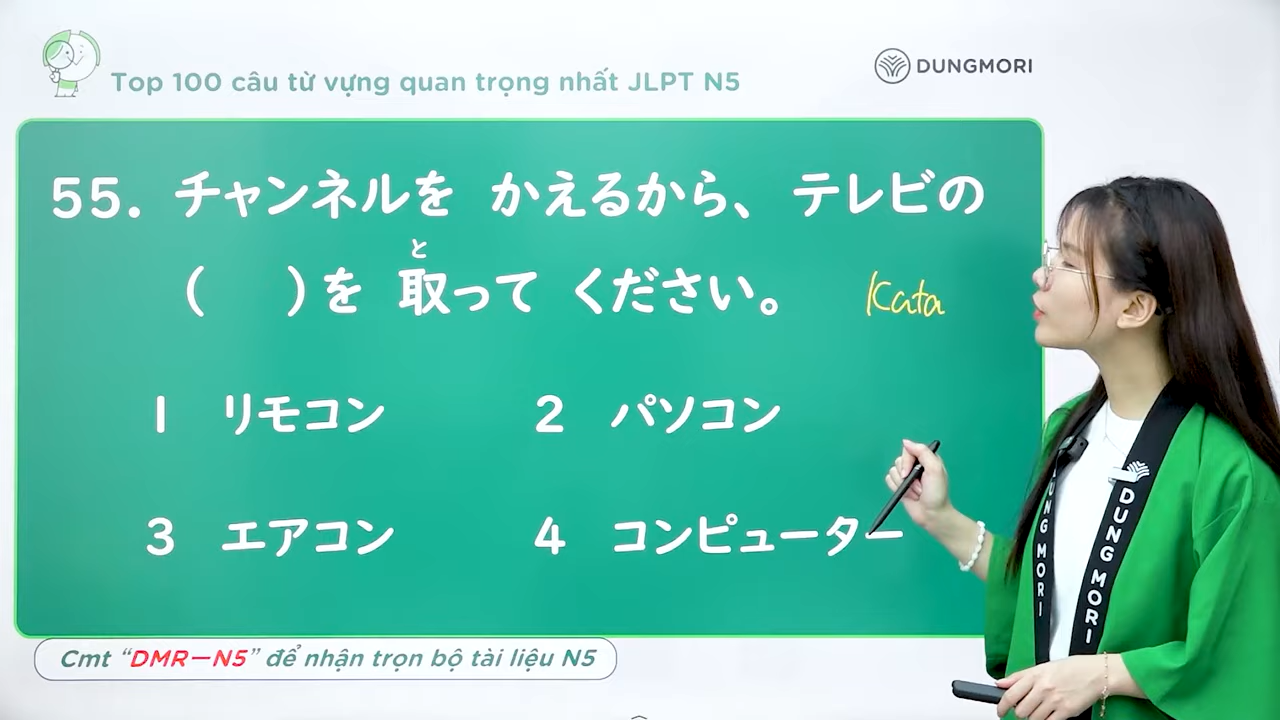 Top 100 câu từ vựng quan trọng nhất JLPT N5
DUNGMORI
55. チャンネルを かえるから、 テレビの
と
( )を 取って ください。
Kata
1 リモコン 2 パソコン
3 エアコン 4 コンピューター
Cmt “DMR–N5” để nhận trọn bộ tài liệu N5
UNG MORI
DUNG MORI